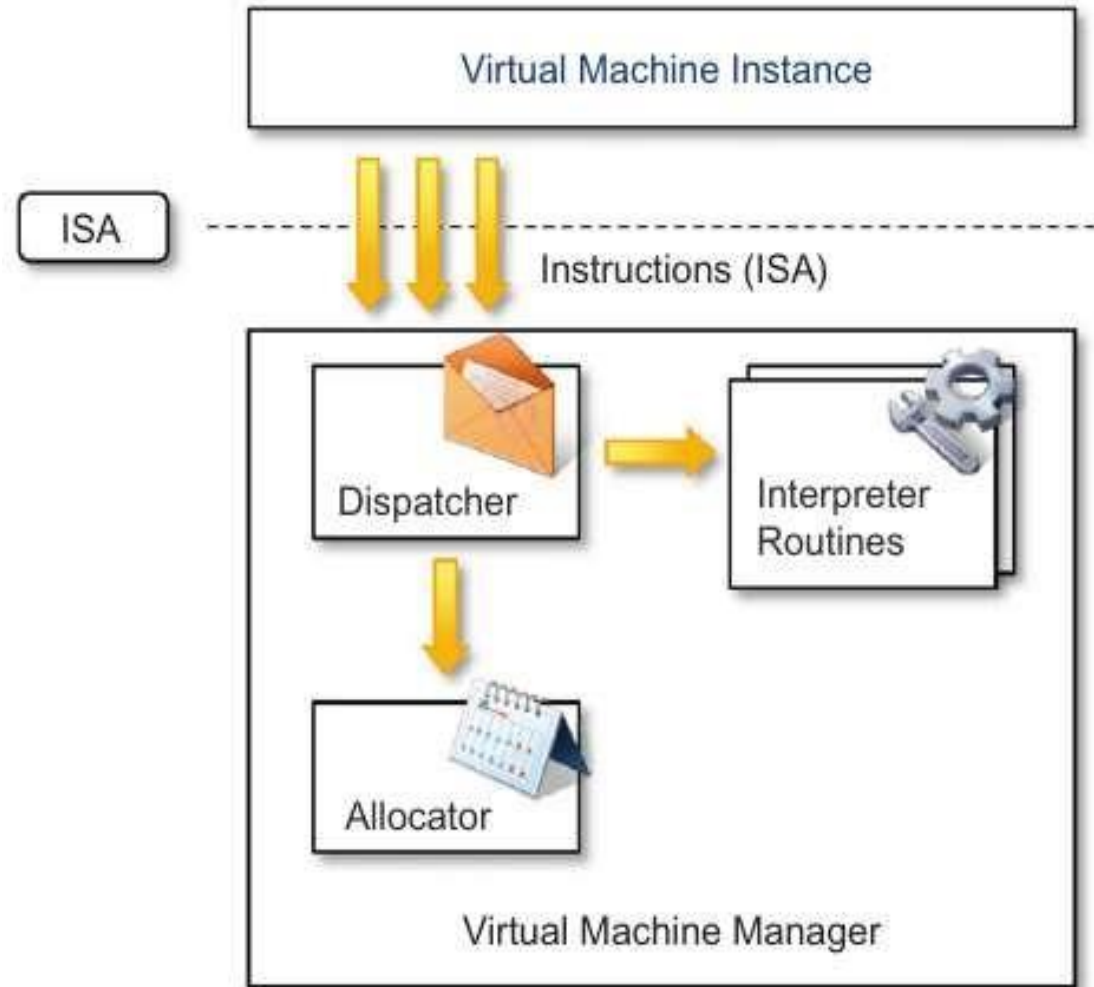 Virtual Machine Instance
ISA
Instructions (ISA)
Dispatcher
Interpreter
Routines
Allocator
Virtual Machine Manager